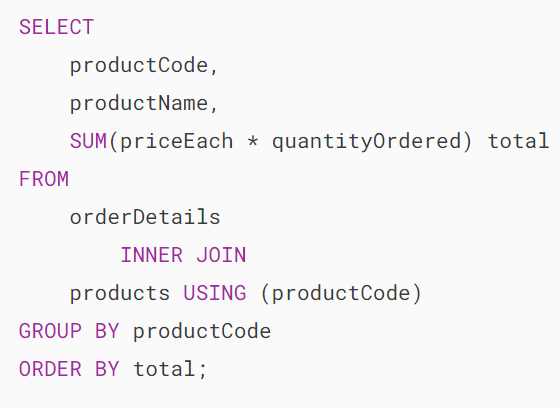 SELECT
    productCode,
    productName,
    SUM(priceEach * quantityOrdered) total
FROM
    orderDetails
        INNER JOIN
    products USING (productCode)
GROUP BY productCode
ORDER BY total;